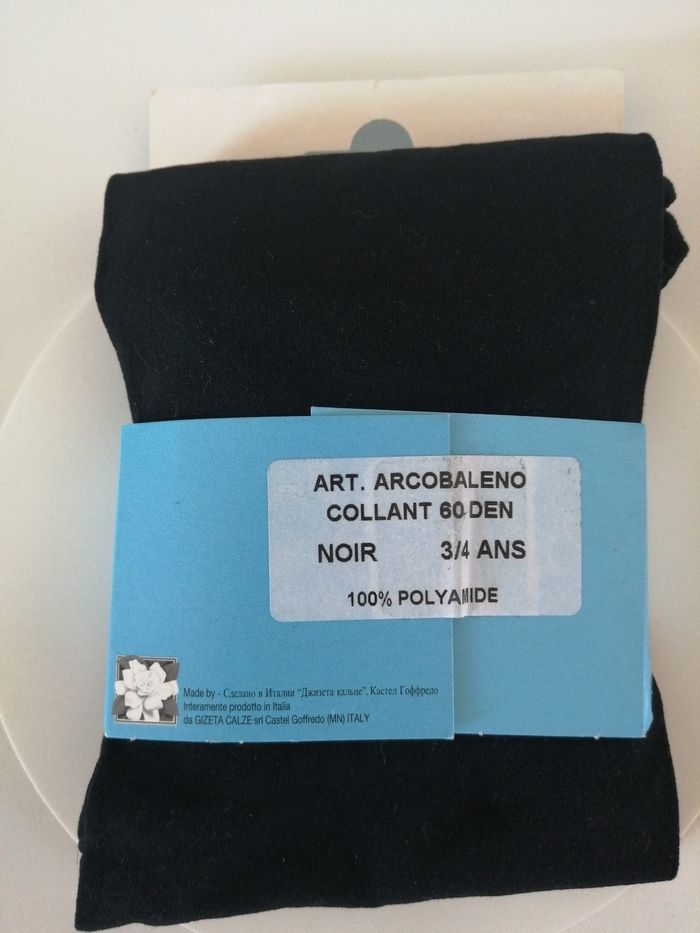 ART. ARCOBALENO
COLLANT 60 DEN
NOIR 3/4 ANS
100% POLYAMIDE
Made by - Сделано в Италии "Джизета кальце", Кастел Гоффредо
Interamente prodotto in Italia
da GIZETA CALZE srl Castel Goffredo (MN) ITALY